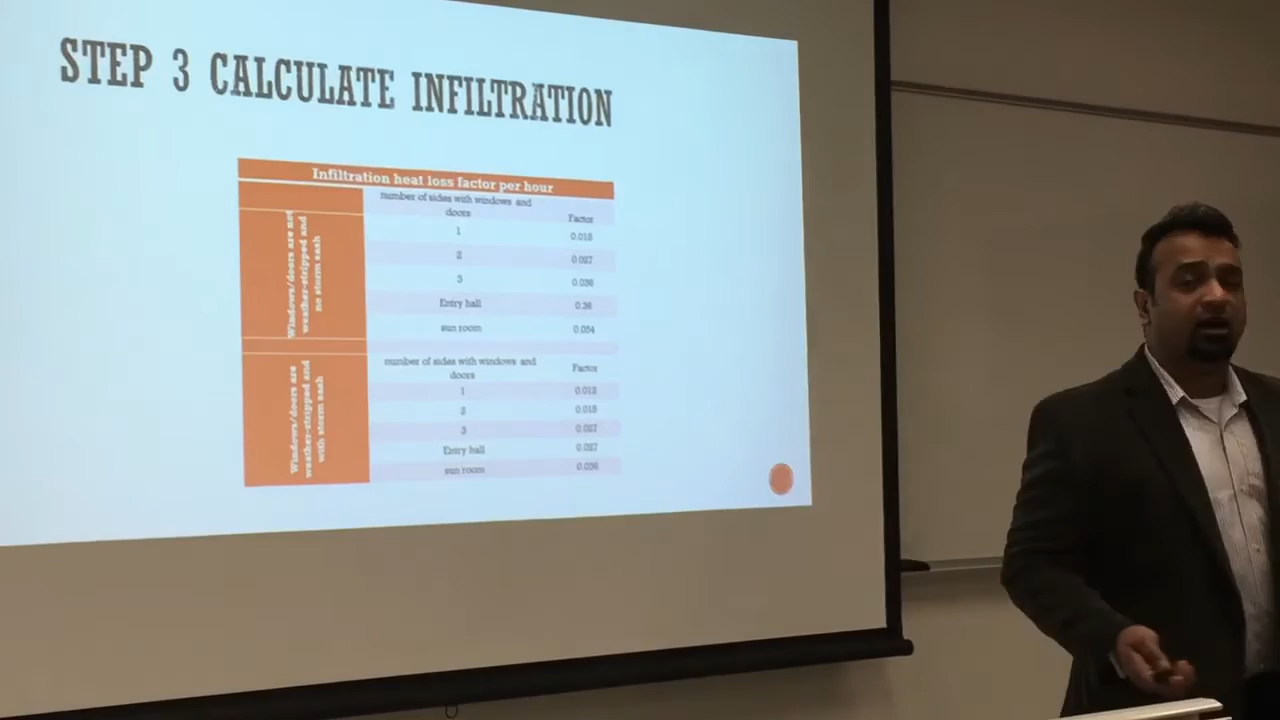 STEP 3 CALCULATE INFILTRATION
Infiltration heat loss factor per hour
Windows/doors are not
weather-stripped and
no storm sash
number of sides with windows and
doors
Factor
1
0.018
2
0.027
3
0.036
Entry hall
0.36
sun room
0.054
Windows/doors are
weather-stripped and
with storm sash
number of sides with windows and
doors
Factor
1
2
0.018
3
0.027
Entry hall
0.027
sun room
0.036